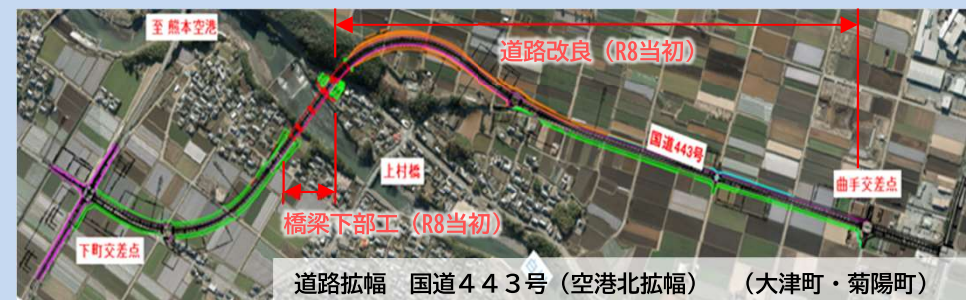 至 熊本空港
道路改良（R8当初）
国道443号
上村橋
曲手交差点
橋梁下部工（R8当初）
下町交差点
道路拡幅　国道４４３号（空港北拡幅）　（大津町・菊陽町）